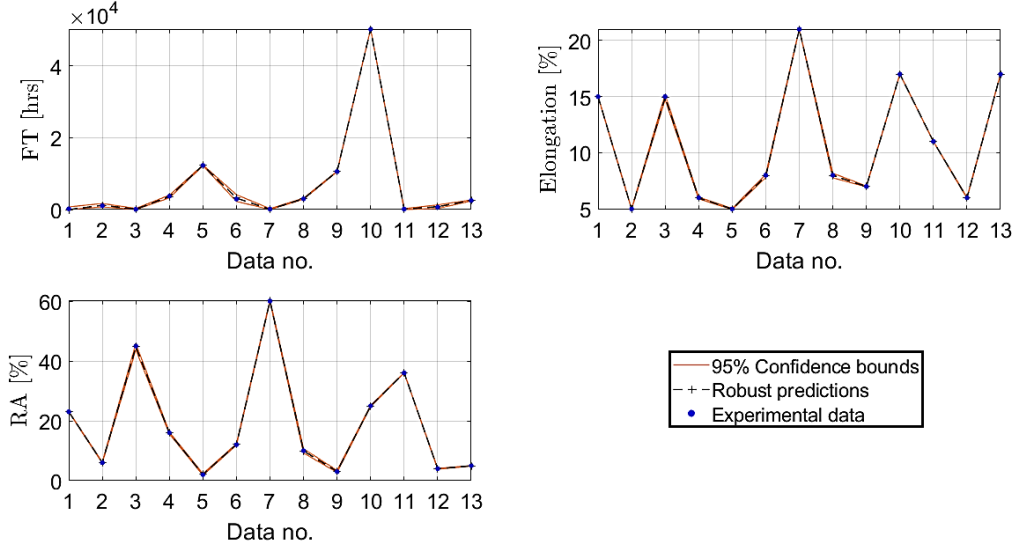 ×10⁴
4
2
0
FT [hrs]
1 2 3 4 5 6 7 8 9 10 11 12 13
Data no.
20
15
10
5
Elongation [%]
1 2 3 4 5 6 7 8 9 10 11 12 13
Data no.
60
40
20
0
RA [%]
1 2 3 4 5 6 7 8 9 10 11 12 13
Data no.
95% Confidence bounds
Robust predictions
Experimental data